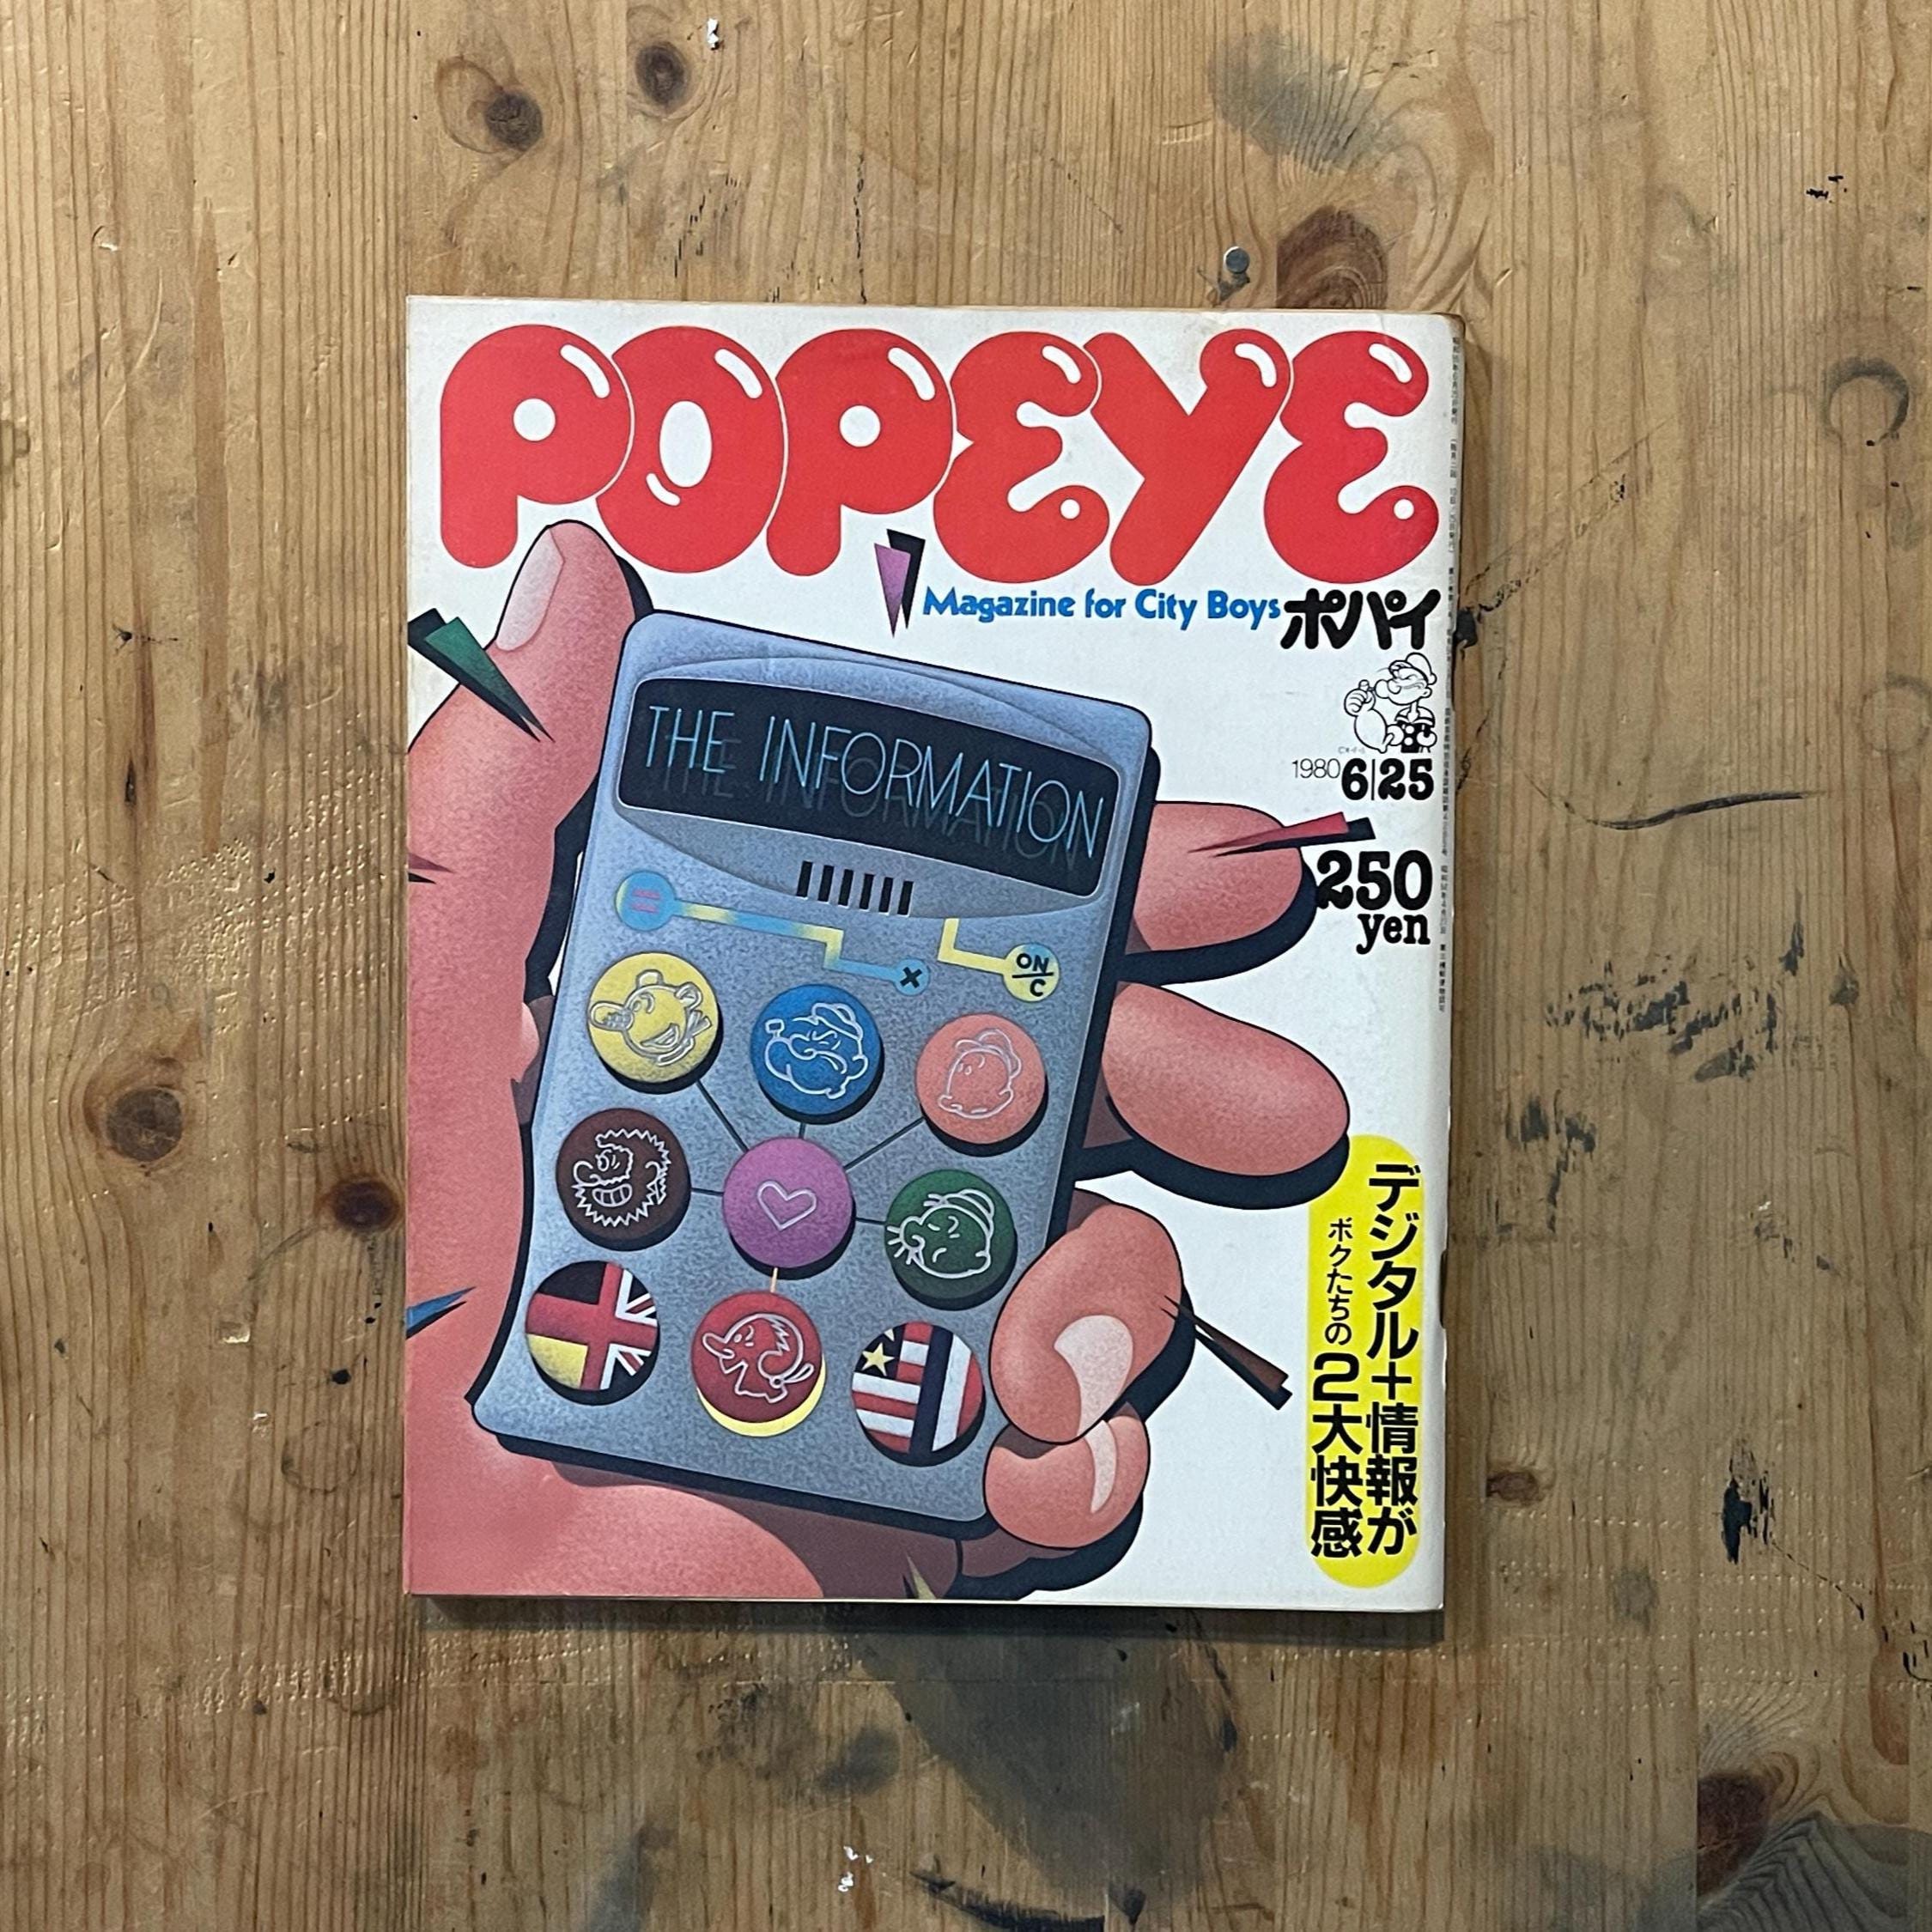 POPEYE
Magazine for City Boys ポパイ
1980 6|25
250
yen
THE INFORMATION
=
×
ON/C
デジタル+情報が
ボクたちの2大快感